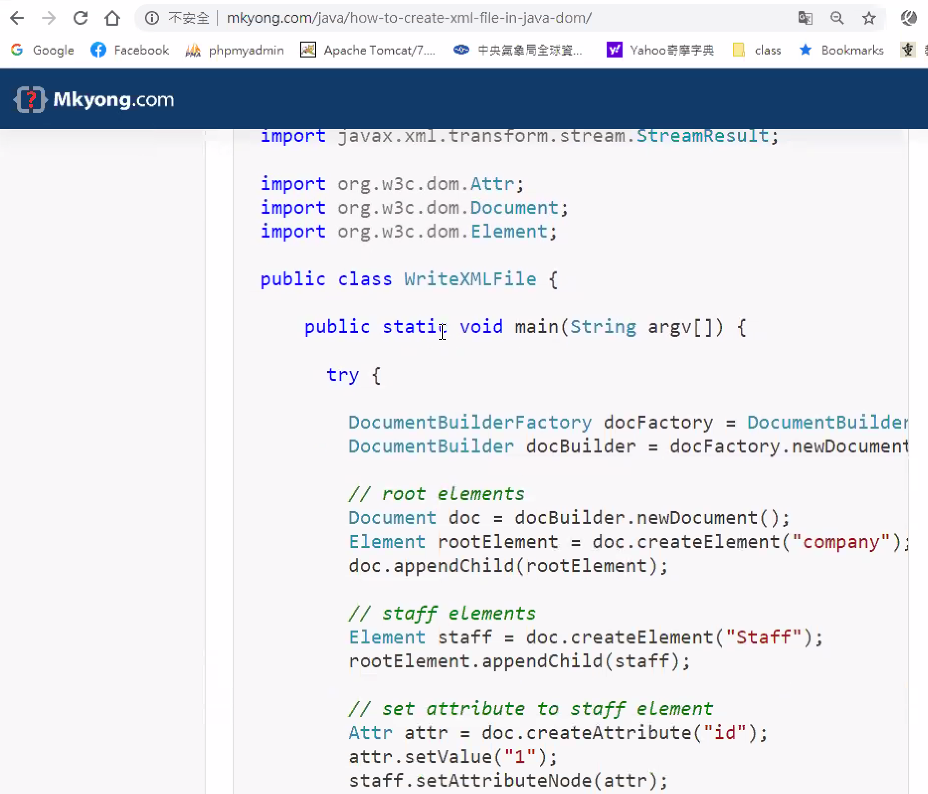 不安全 | mkyong.com/java/how-to-create-xml-file-in-java-dom/
Google Facebook phpmyadmin Apache Tomcat/7.... 中央氣象局全球資... Yahoo奇摩字典 class Bookmarks
Mkyong.com
import javax.xml.transform.stream.StreamResult;
import org.w3c.dom.Attr;
import org.w3c.dom.Document;
import org.w3c.dom.Element;
public class WriteXMLFile {
public static void main(String argv[]) {
try {
DocumentBuilderFactory docFactory = DocumentBuilder
DocumentBuilder docBuilder = docFactory.newDocument
// root elements
Document doc = docBuilder.newDocument();
Element rootElement = doc.createElement("company");
doc.appendChild(rootElement);
// staff elements
Element staff = doc.createElement("Staff");
rootElement.appendChild(staff);
// set attribute to staff element
Attr attr = doc.createAttribute("id");
attr.setValue("1");
staff.setAttributeNode(attr);